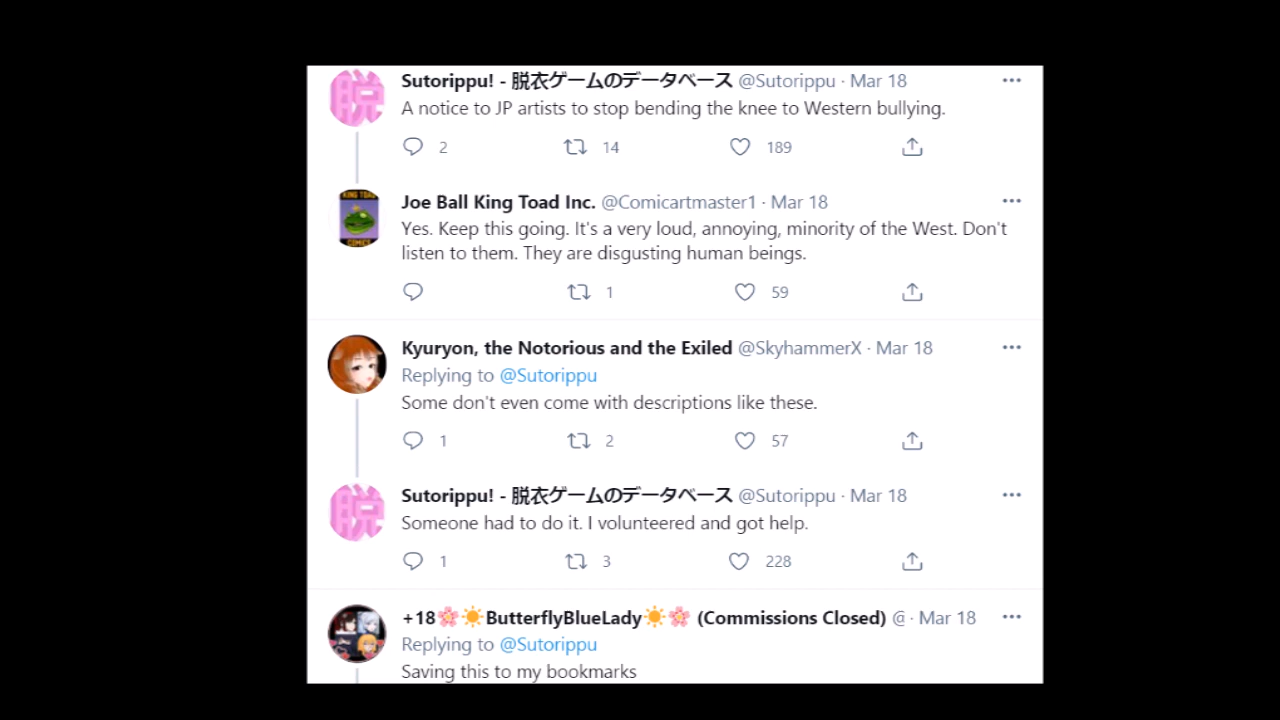 Sutorippu! - 脱衣ゲームのデータベース @Sutorippu · Mar 18
A notice to JP artists to stop bending the knee to Western bullying.
2 14 189
脱
KING TOAD
COMICS
Joe Ball King Toad Inc. @Comicartmaster1 · Mar 18
Yes. Keep this going. It's a very loud, annoying, minority of the West. Don't
listen to them. They are disgusting human beings.
1 59
Kyuryon, the Notorious and the Exiled @SkyhammerX · Mar 18
Replying to @Sutorippu
Some don't even come with descriptions like these.
1 2 57
脱
Sutorippu! - 脱衣ゲームのデータベース @Sutorippu · Mar 18
Someone had to do it. I volunteered and got help.
1 3 228
+18🌸☀️ButterflyBlueLady☀️🌸 (Commissions Closed) @ · Mar 18
Replying to @Sutorippu
Saving this to my bookmarks